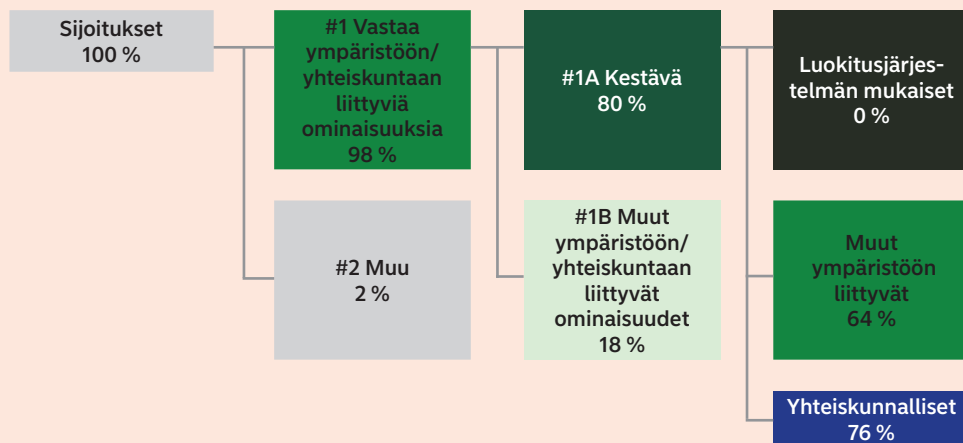 Sijoitukset
100 %
#1 Vastaa
ympäristöön/
yhteiskuntaan
liittyviä
ominaisuuksia
98 %
#2 Muu
2 %
#1A Kestävä
80 %
#1B Muut
ympäristöön/
yhteiskuntaan
liittyvät
ominaisuudet
18 %
Luokitusjärjes-
telmän mukaiset
0 %
Muut
ympäristöön
liittyvät
64 %
Yhteiskunnalliset
76 %